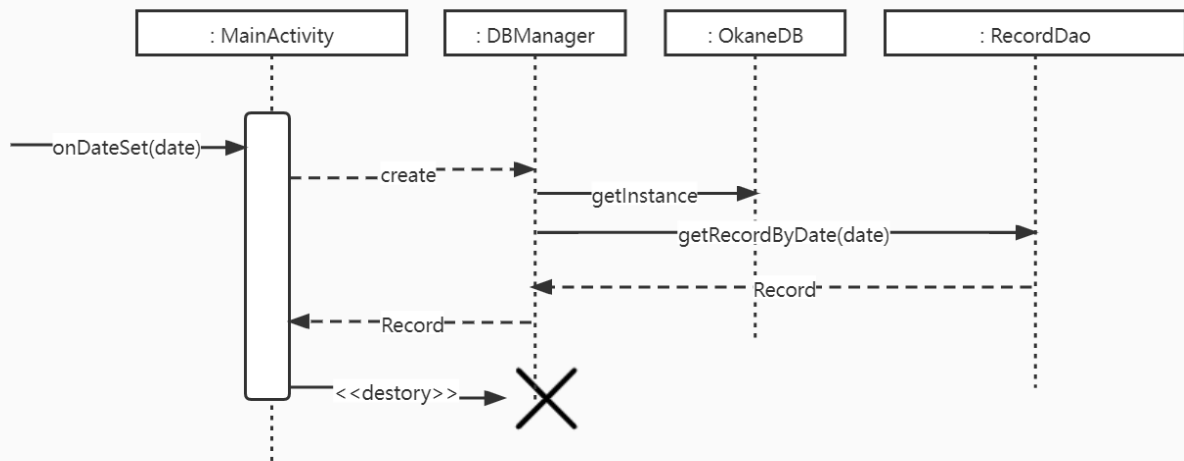 : MainActivity
: DBManager
: OkaneDB
: RecordDao
onDateSet(date)
create
getInstance
getRecordByDate(date)
Record
Record
<<destory>>